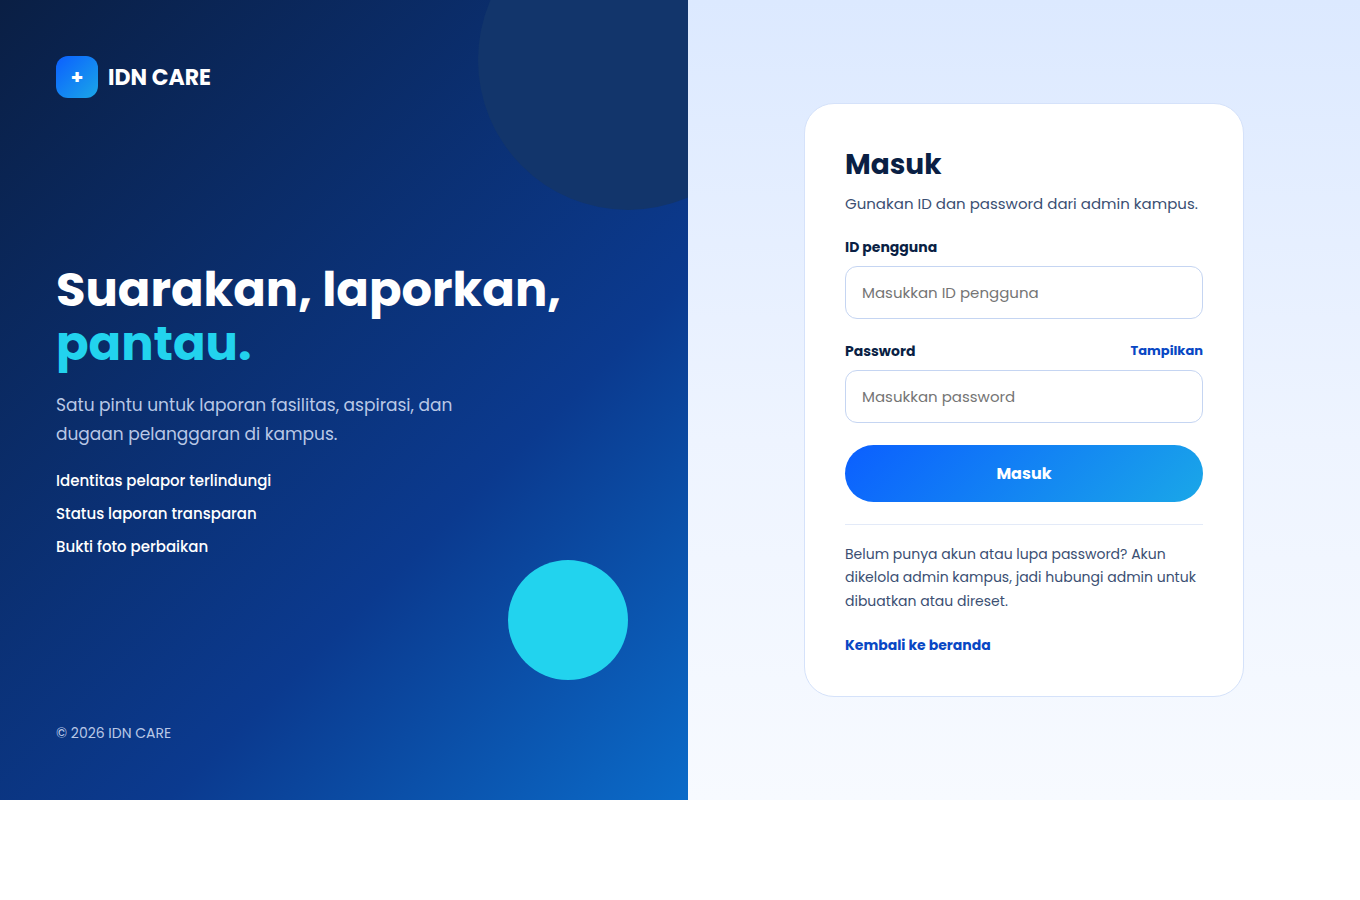 IDN CARE
Suarakan, laporkan,
pantau.
Satu pintu untuk laporan fasilitas, aspirasi, dan
dugaan pelanggaran di kampus.
Identitas pelapor terlindungi
Status laporan transparan
Bukti foto perbaikan
© 2026 IDN CARE
Masuk
Gunakan ID dan password dari admin kampus.
ID pengguna
Masukkan ID pengguna
Password Tampilkan
Masukkan password
Masuk
Belum punya akun atau lupa password? Akun
dikelola admin kampus, jadi hubungi admin untuk
dibuatkan atau direset.
Kembali ke beranda